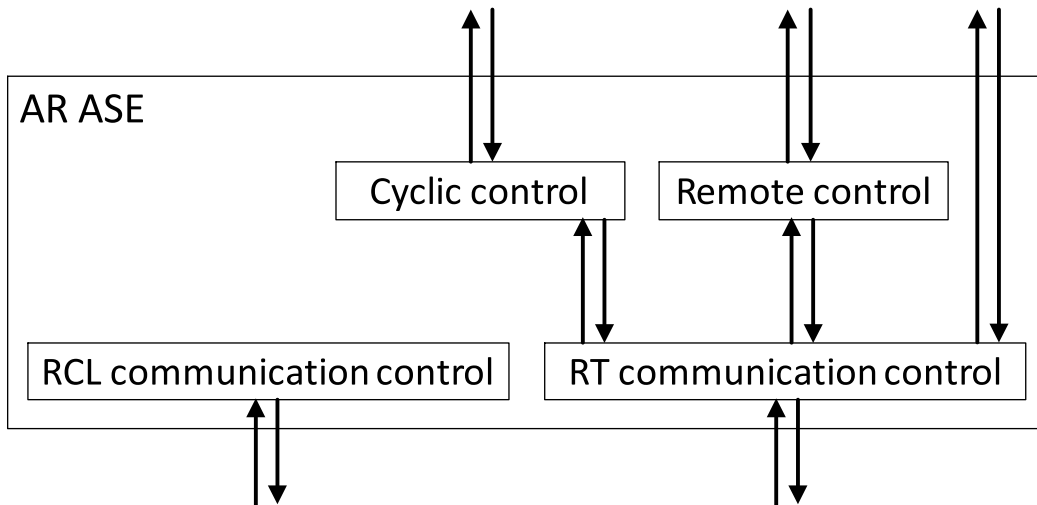 AR ASE
Cyclic control
Remote control
RCL communication control
RT communication control